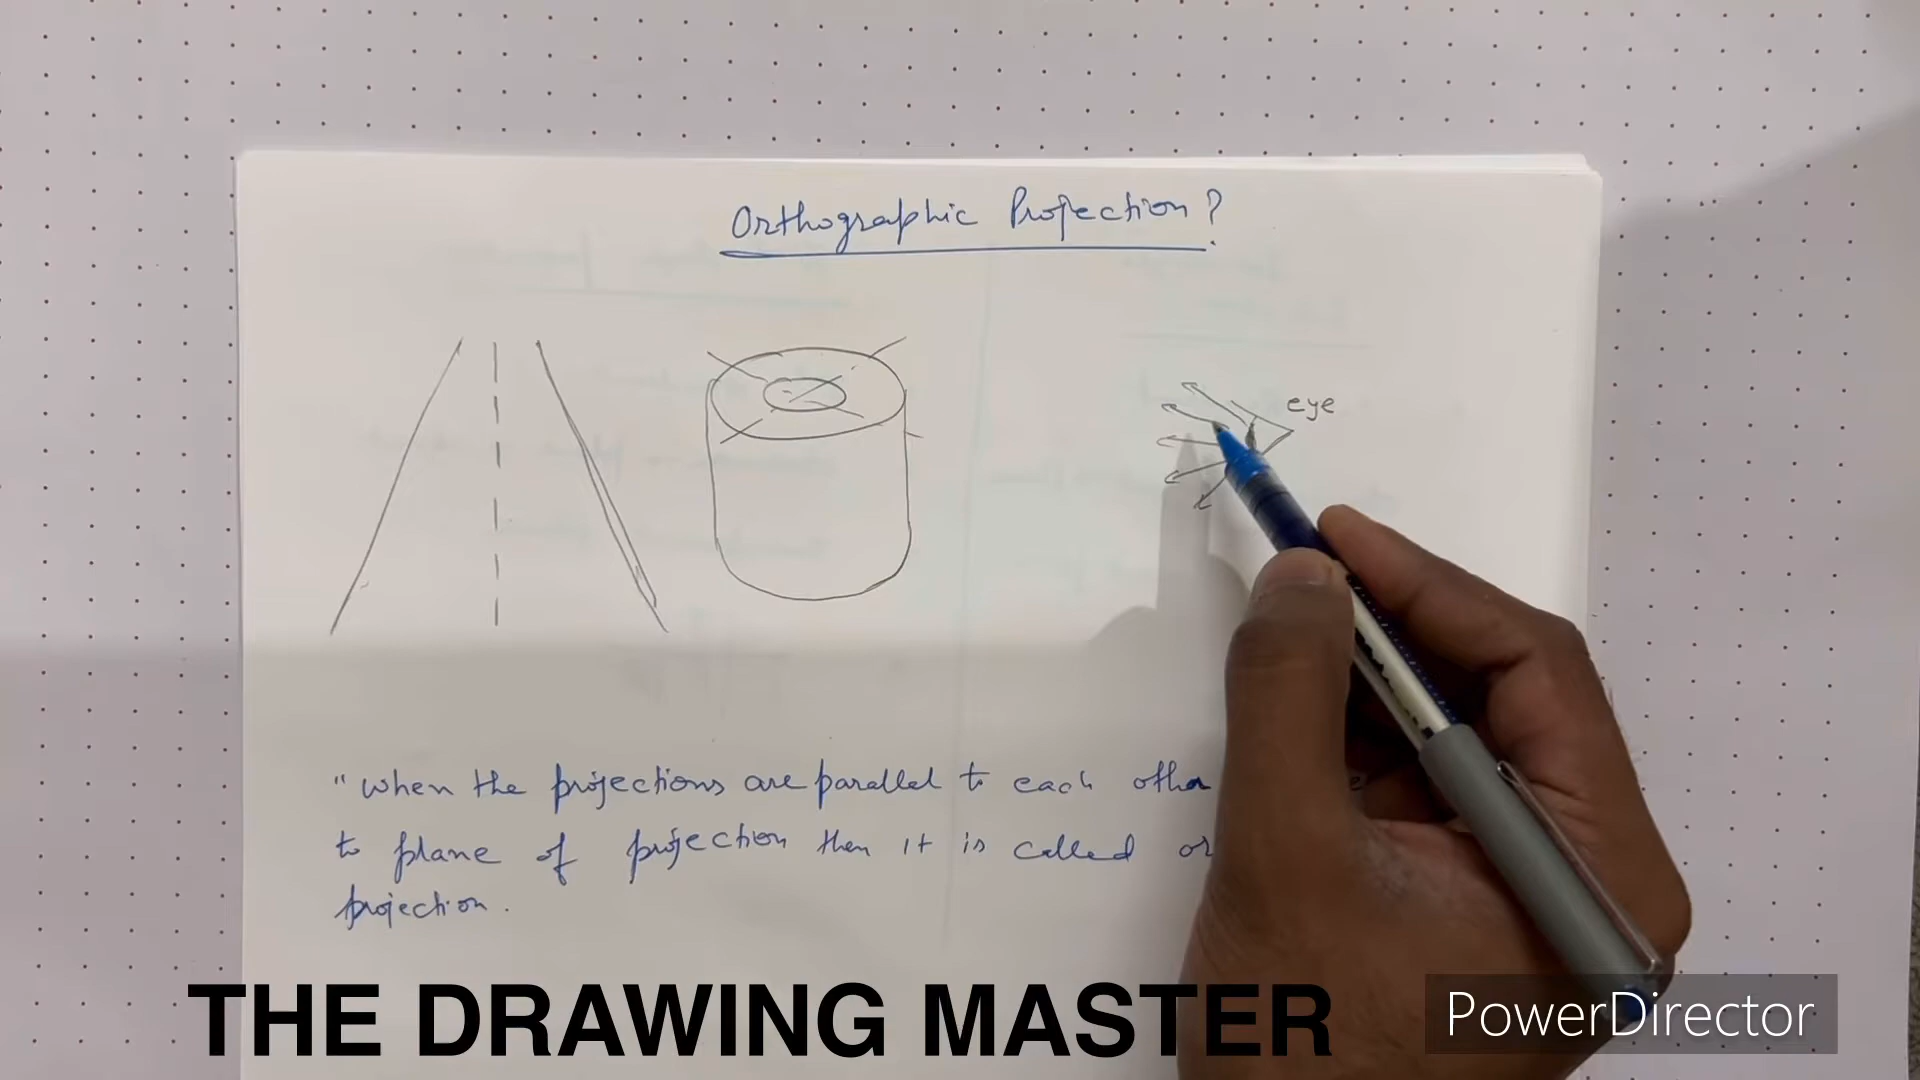 Orthographic Projection?
eye
"when the projections are parallel to each other
to plane of projection then it is called or
projection.
THE DRAWING MASTER
PowerDirector